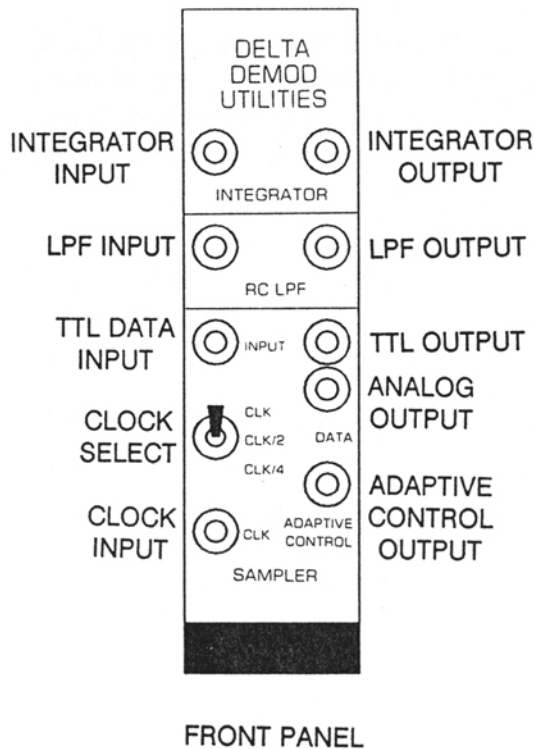 DELTA
DEMOD
UTILITIES
INTEGRATOR
INPUT
INTEGRATOR
OUTPUT
INTEGRATOR
LPF INPUT
LPF OUTPUT
RC LPF
TTL DATA
INPUT
INPUT
TTL OUTPUT
ANALOG
OUTPUT
CLOCK
SELECT
CLK
CLK/2
CLK/4
DATA
ADAPTIVE
CONTROL
OUTPUT
CLOCK
INPUT
CLK
ADAPTIVE
CONTROL
SAMPLER
FRONT PANEL